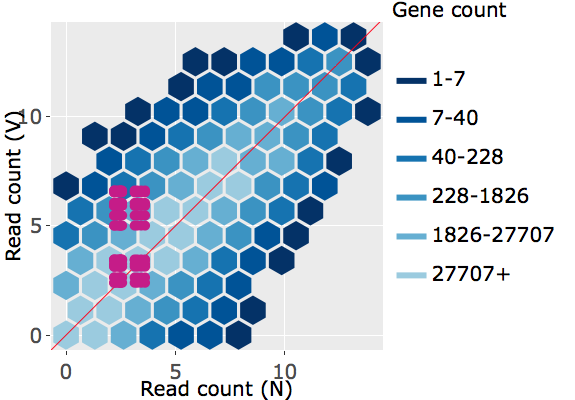 Gene count
1-7
7-40
40-228
228-1826
1826-27707
27707+
Read count (V)
10
5
0
0 5 10
Read count (N)